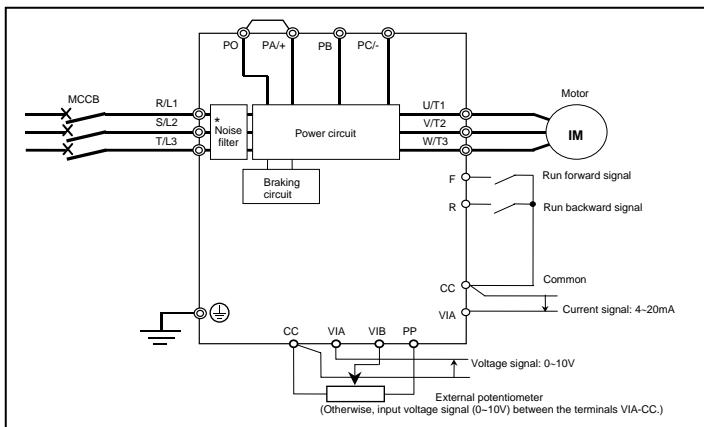 PO PA/+ PB PC/-
MCCB
R/L1
S/L2
T/L3
* Noise
filter
Power circuit
Braking
circuit
U/T1
V/T2
W/T3
Motor
IM
F Run forward signal
R Run backward signal
CC Common
VIA Current signal: 4~20mA
CC VIA VIB PP
Voltage signal: 0~10V
External potentiometer
(Otherwise, input voltage signal (0~10V) between the terminals VIA-CC.)